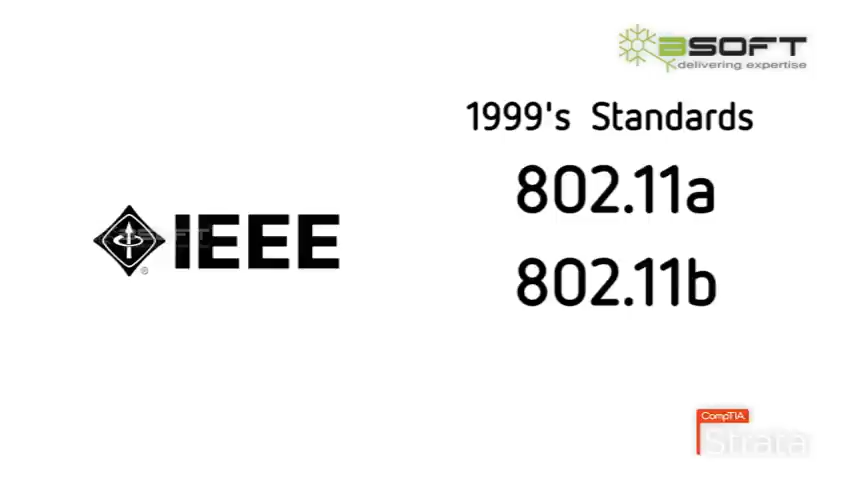 3SOFT
delivering expertise
1999's Standards
802.11a
802.11b
IEEE
®
CompTIA
Strata